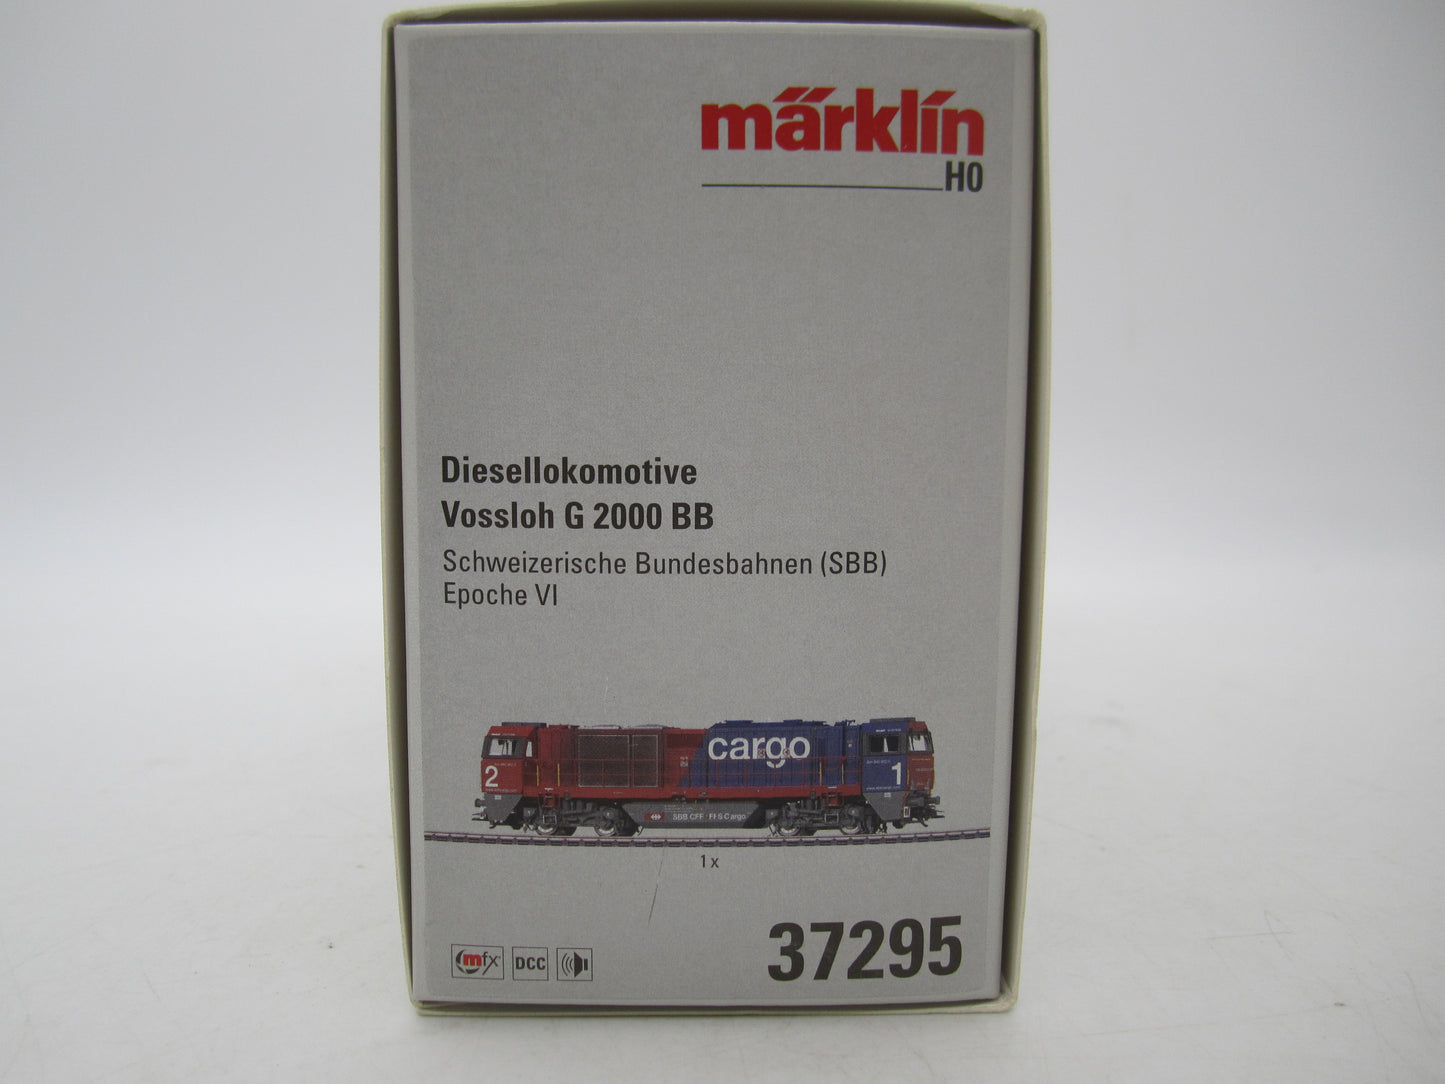 märklin
H0
Diesellokomotive
Vossloh G 2000 BB
Schweizerische Bundesbahnen (SBB)
Epoche VI
cargo
2
1
SBB CFF FFS Cargo
1 x
37295
mfx
DCC